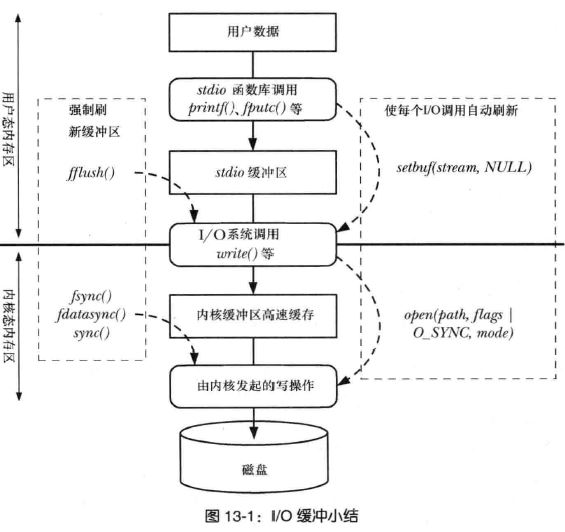 用户数据
stdio 函数库调用
printf()、fputc() 等
强制刷
新缓冲区
使每个I/O调用自动刷新
用户态内存区
fflush()
stdio 缓冲区
setbuf(stream, NULL)
I/O系统调用
write() 等
内核态内存区
fsync()
fdatasync()
sync()
内核缓冲区高速缓存
open(path, flags |
O_SYNC, mode)
由内核发起的写操作
磁盘
图 13-1：I/O 缓冲小结